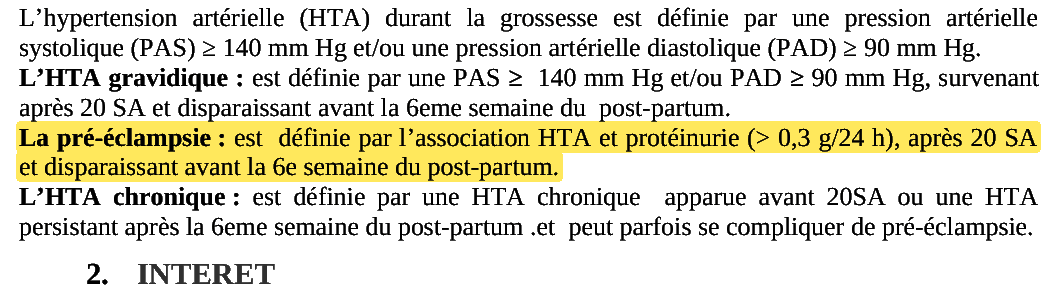 L’hypertension artérielle (HTA) durant la grossesse est définie par une pression artérielle
systolique (PAS) ≥ 140 mm Hg et/ou une pression artérielle diastolique (PAD) ≥ 90 mm Hg.
L’HTA gravidique : est définie par une PAS ≥ 140 mm Hg et/ou PAD ≥ 90 mm Hg, survenant
après 20 SA et disparaissant avant la 6eme semaine du post-partum.
La pré-éclampsie : est définie par l’association HTA et protéinurie (> 0,3 g/24 h), après 20 SA
et disparaissant avant la 6e semaine du post-partum.
L’HTA chronique : est définie par une HTA chronique apparue avant 20SA ou une HTA
persistant après la 6eme semaine du post-partum .et peut parfois se compliquer de pré-éclampsie.
2. INTERET